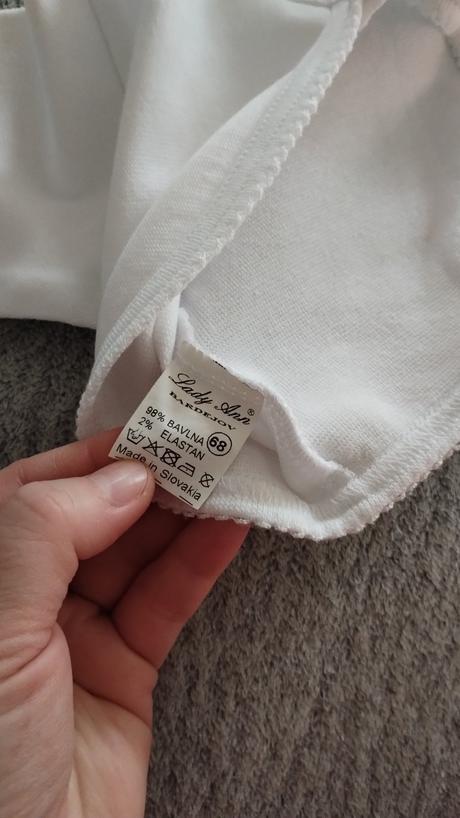 Lady Ann®
BARDEJOV
98% BAVLNA 68
2% ELASTAN
Made in Slovakia